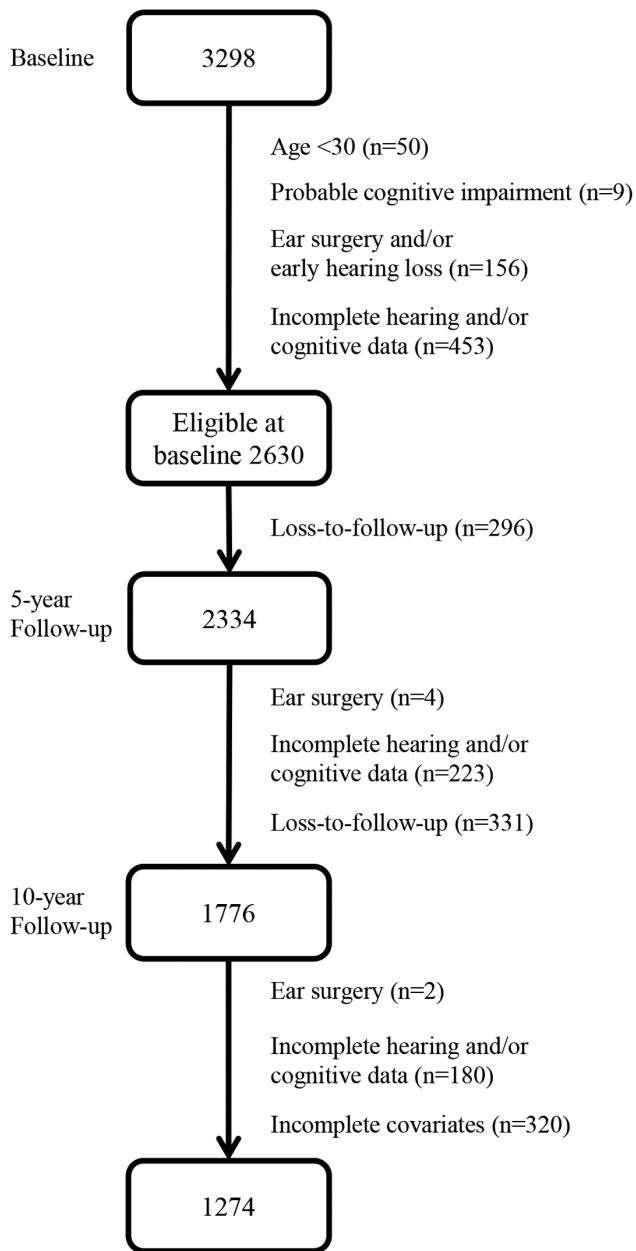 Baseline
3298
Age <30 (n=50)
Probable cognitive impairment (n=9)
Ear surgery and/or
early hearing loss (n=156)
Incomplete hearing and/or
cognitive data (n=453)
Eligible at
baseline 2630
Loss-to-follow-up (n=296)
5-year
Follow-up
2334
Ear surgery (n=4)
Incomplete hearing and/or
cognitive data (n=223)
Loss-to-follow-up (n=331)
10-year
Follow-up
1776
Ear surgery (n=2)
Incomplete hearing and/or
cognitive data (n=180)
Incomplete covariates (n=320)
1274